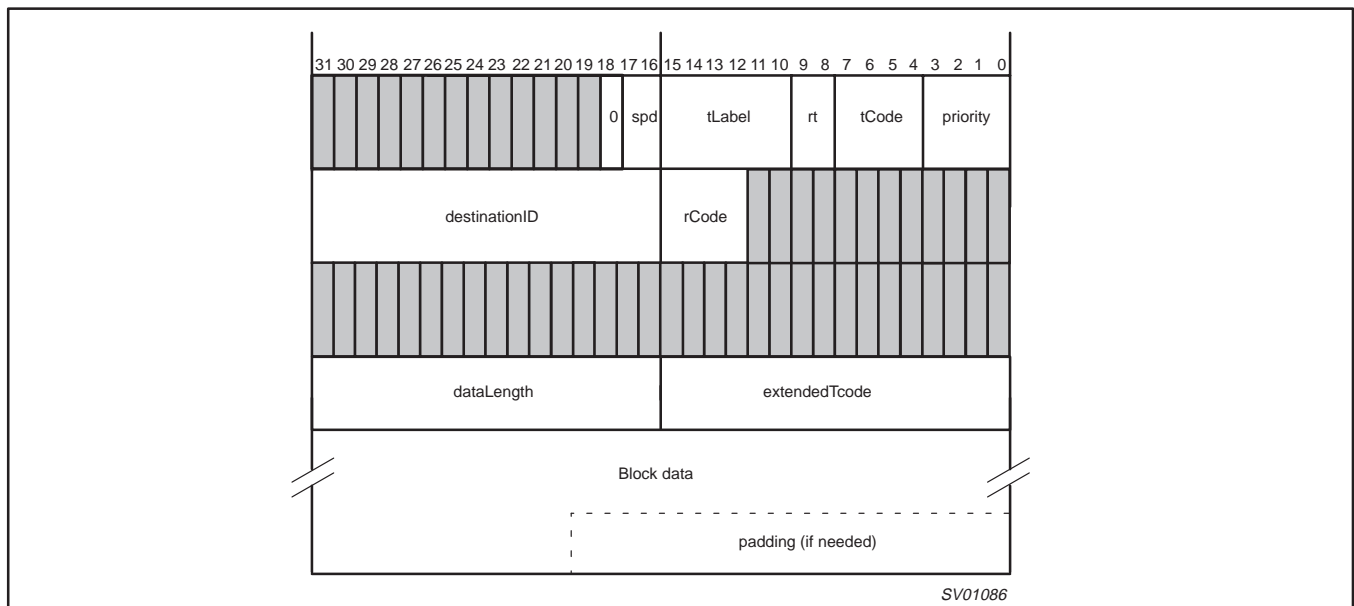 31 30 29 28 27 26 25 24 23 22 21 20 19 18 17 16 15 14 13 12 11 10 9 8 7 6 5 4 3 2 1 0
0 spd tLabel rt tCode priority
destinationID rCode
dataLength extendedTcode
Block data
padding (if needed)
SV01086